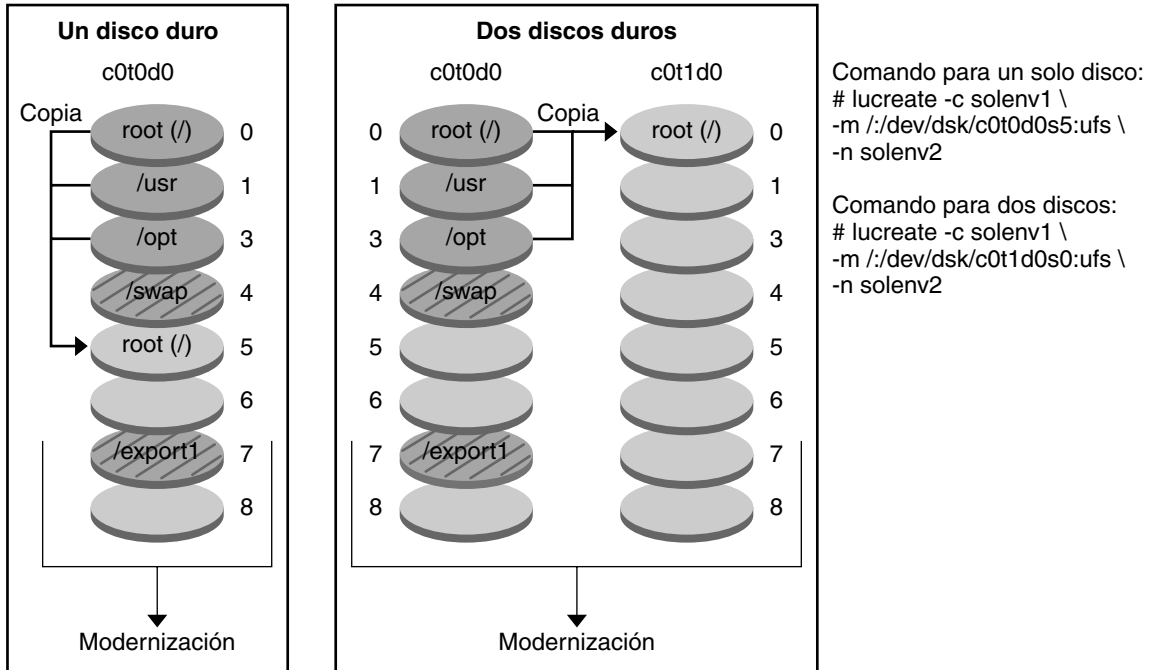 Un disco duro
c0t0d0
Copia
root (/) 0
/usr 1
/opt 3
/swap 4
root (/) 5
6
/export1 7
8
Modernización
Dos discos duros
c0t0d0 c0t1d0
Copia
0 root (/) root (/) 0
1 /usr 1
3 /opt 3
4 /swap 4
5 5
6 6
7 /export1 7
8 8
Modernización
Comando para un solo disco:
# lucreate -c solenv1 \
-m /:/dev/dsk/c0t0d0s5:ufs \
-n solenv2
Comando para dos discos:
# lucreate -c solenv1 \
-m /:/dev/dsk/c0t1d0s0:ufs \
-n solenv2